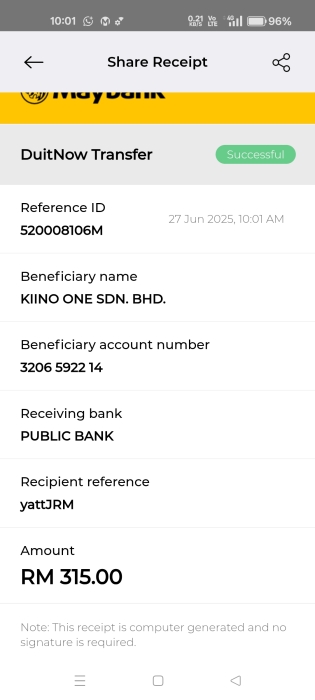 10:01
0.21 KB/S Vo LTE 4G 96%
Share Receipt
Maybank
DuitNow Transfer
Successful
Reference ID
27 Jun 2025, 10:01 AM
520008106M
Beneficiary name
KIINO ONE SDN. BHD.
Beneficiary account number
3206 5922 14
Receiving bank
PUBLIC BANK
Recipient reference
yattJRM
Amount
RM 315.00
Note: This receipt is computer generated and no
signature is required.